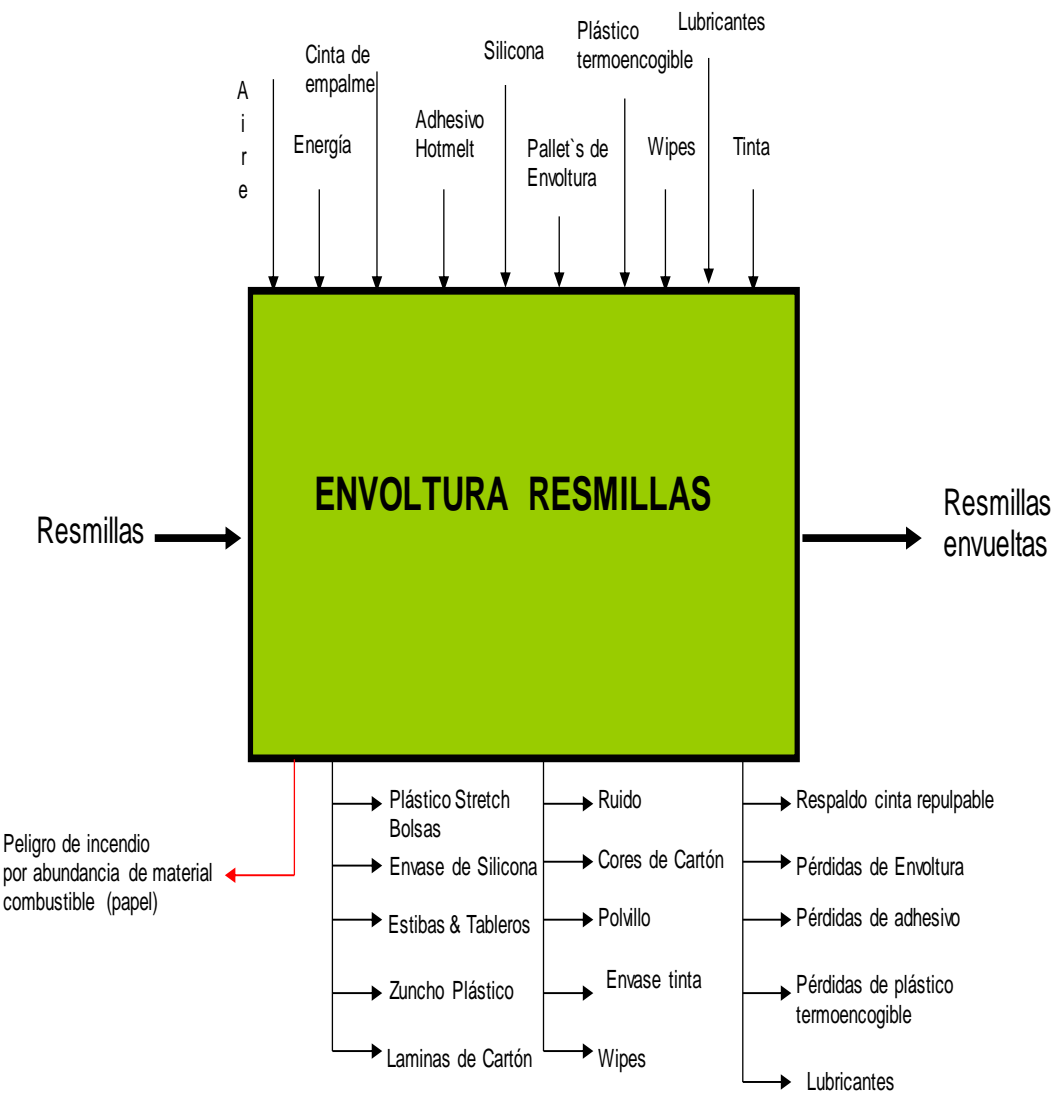 Lubricantes
Plástico
termoencogible
Silicona
Cinta de
empalme
A
i
r
e
Energía
Adhesivo
Hotmelt
Pallet`s de
Envoltura
Wipes
Tinta
ENVOLTURA RESMILLAS
Resmillas
Resmillas
envueltas
Peligro de incendio
por abundancia de material
combustible (papel)
Plástico Stretch
Bolsas
Envase de Silicona
Estibas & Tableros
Zuncho Plástico
Laminas de Cartón
Ruido
Cores de Cartón
Polvillo
Envase tinta
Wipes
Respaldo cinta repulpable
Pérdidas de Envoltura
Pérdidas de adhesivo
Pérdidas de plástico
termoencogible
Lubricantes